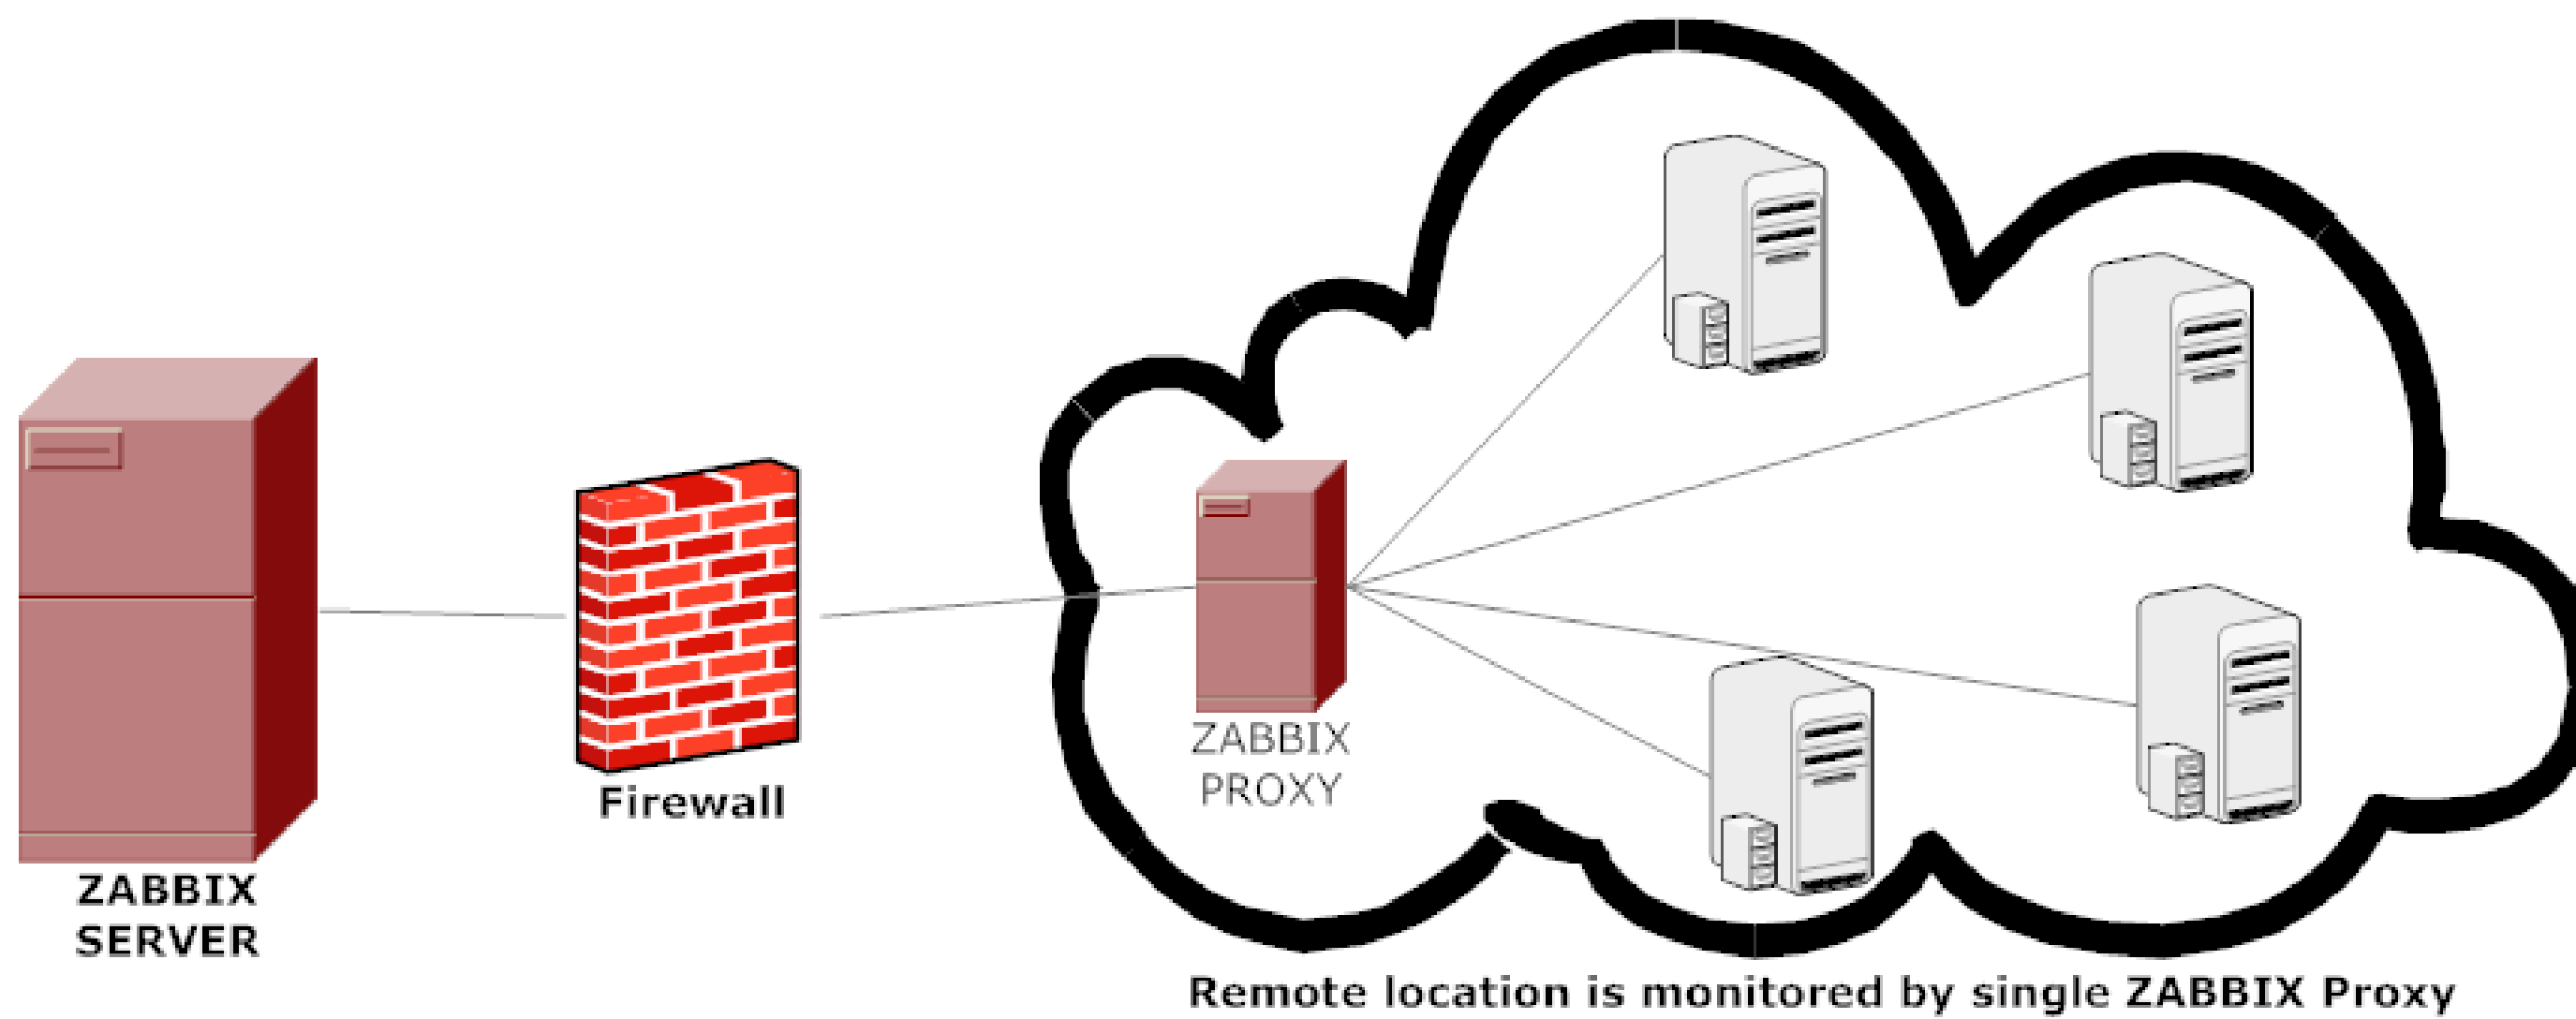 ZABBIX
SERVER
Firewall
ZABBIX
PROXY
Remote location is monitored by single ZABBIX Proxy